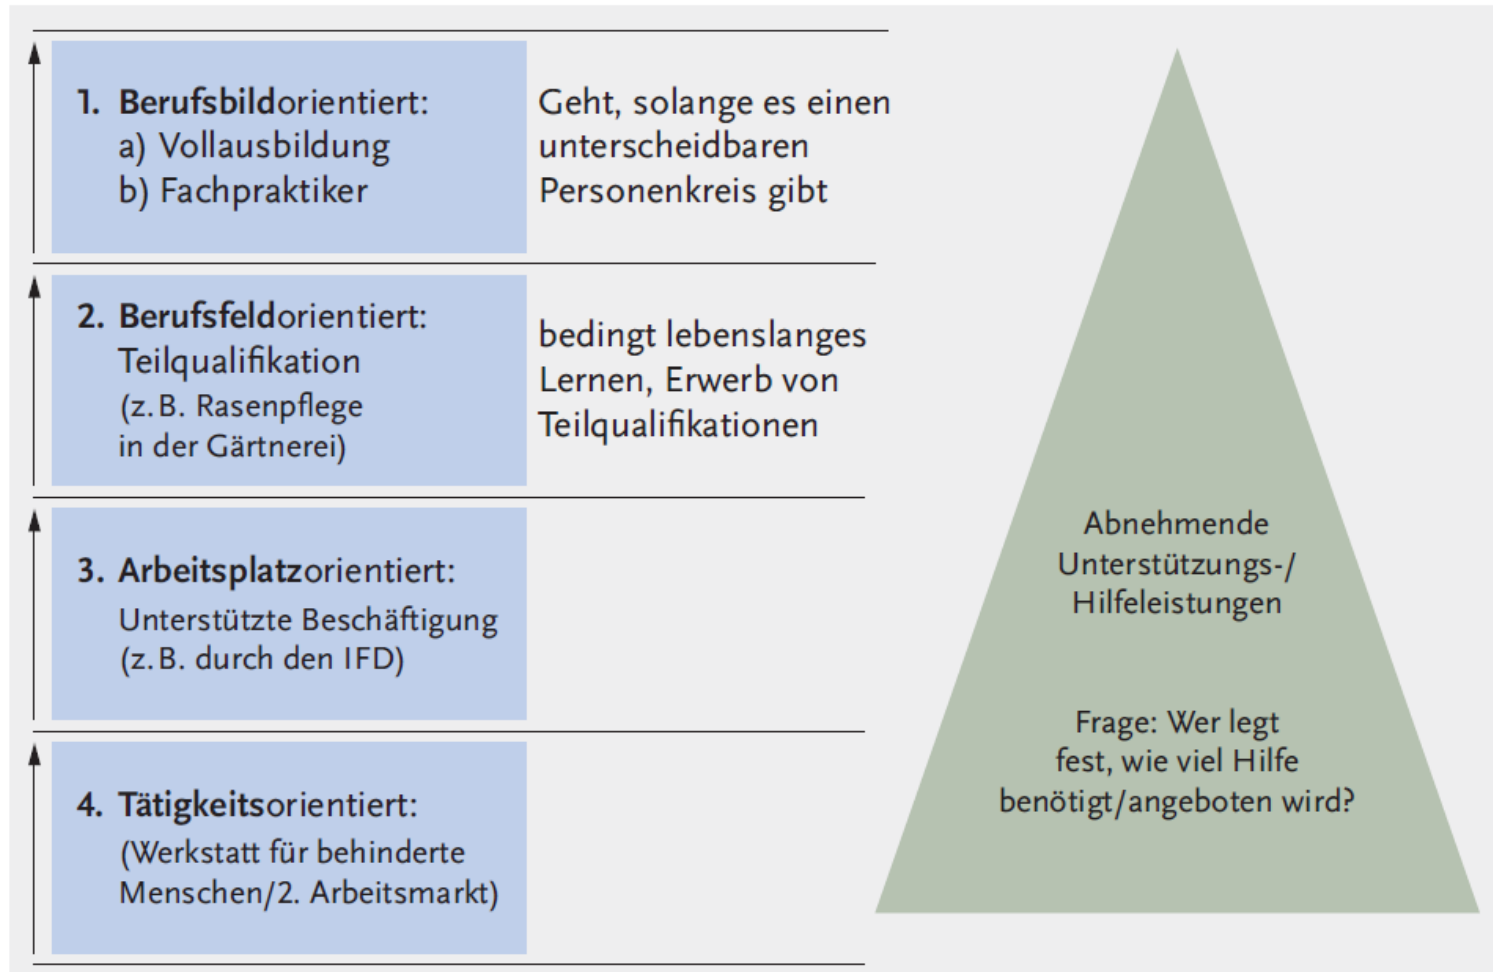 1. Berufsbildorientiert:
a) Vollausbildung
b) Fachpraktiker
Geht, solange es einen
unterscheidbaren
Personenkreis gibt
2. Berufsfeldorientiert:
Teilqualifikation
(z. B. Rasenpflege
in der Gärtnerei)
bedingt lebenslanges
Lernen, Erwerb von
Teilqualifikationen
3. Arbeitsplatzorientiert:
Unterstützte Beschäftigung
(z. B. durch den IFD)
4. Tätigkeitsorientiert:
(Werkstatt für behinderte
Menschen/2. Arbeitsmarkt)
Abnehmende
Unterstützungs-/
Hilfeleistungen
Frage: Wer legt
fest, wie viel Hilfe
benötigt/angeboten wird?